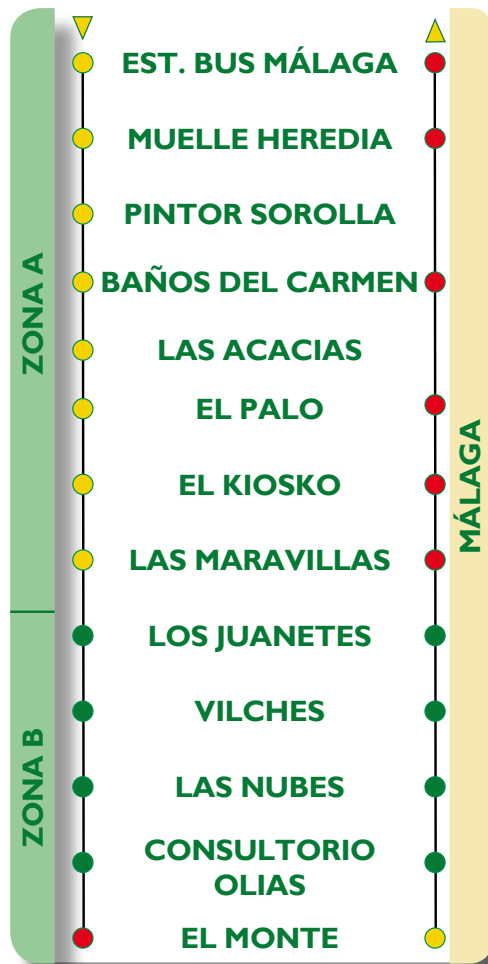 EST. BUS MÁLAGA
MUELLE HEREDIA
PINTOR SOROLLA
BAÑOS DEL CARMEN
LAS ACACIAS
EL PALO
EL KIOSKO
LAS MARAVILLAS
LOS JUANETES
VILCHES
LAS NUBES
CONSULTORIO
OLIAS
EL MONTE
ZONA A
ZONA B
MÁLAGA